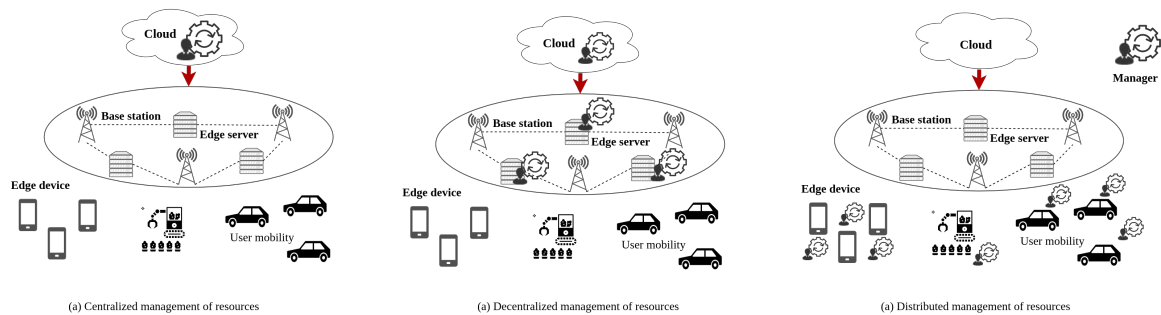 Cloud
Base station
Edge server
Edge device
User mobility
(a) Centralized management of resources
Cloud
Base station
Edge server
Edge device
User mobility
(a) Decentralized management of resources
Cloud
Manager
Base station
Edge server
Edge device
User mobility
(a) Distributed management of resources